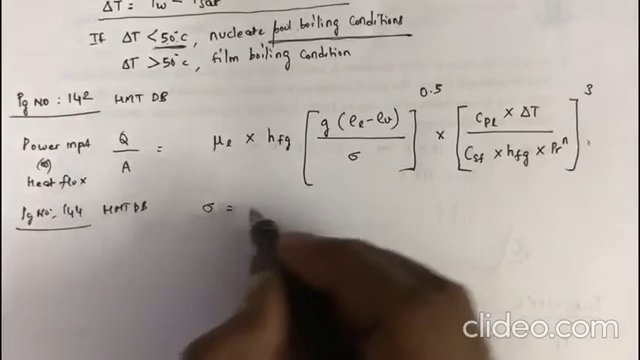 ΔT = Tw - Tsat
If ΔT < 50°C, nucleate pool boiling conditions
ΔT > 50°C, film boiling condition
Pg No: 142 HMT DB
Power input (or) Heat flux Q/A = μl × hfg [g (ρl - ρv) / σ]^0.5 × [Cpl × ΔT / Csf × hfg × Pr^n]^3
Pg No:- 144 HMT DB σ =
clideo.com